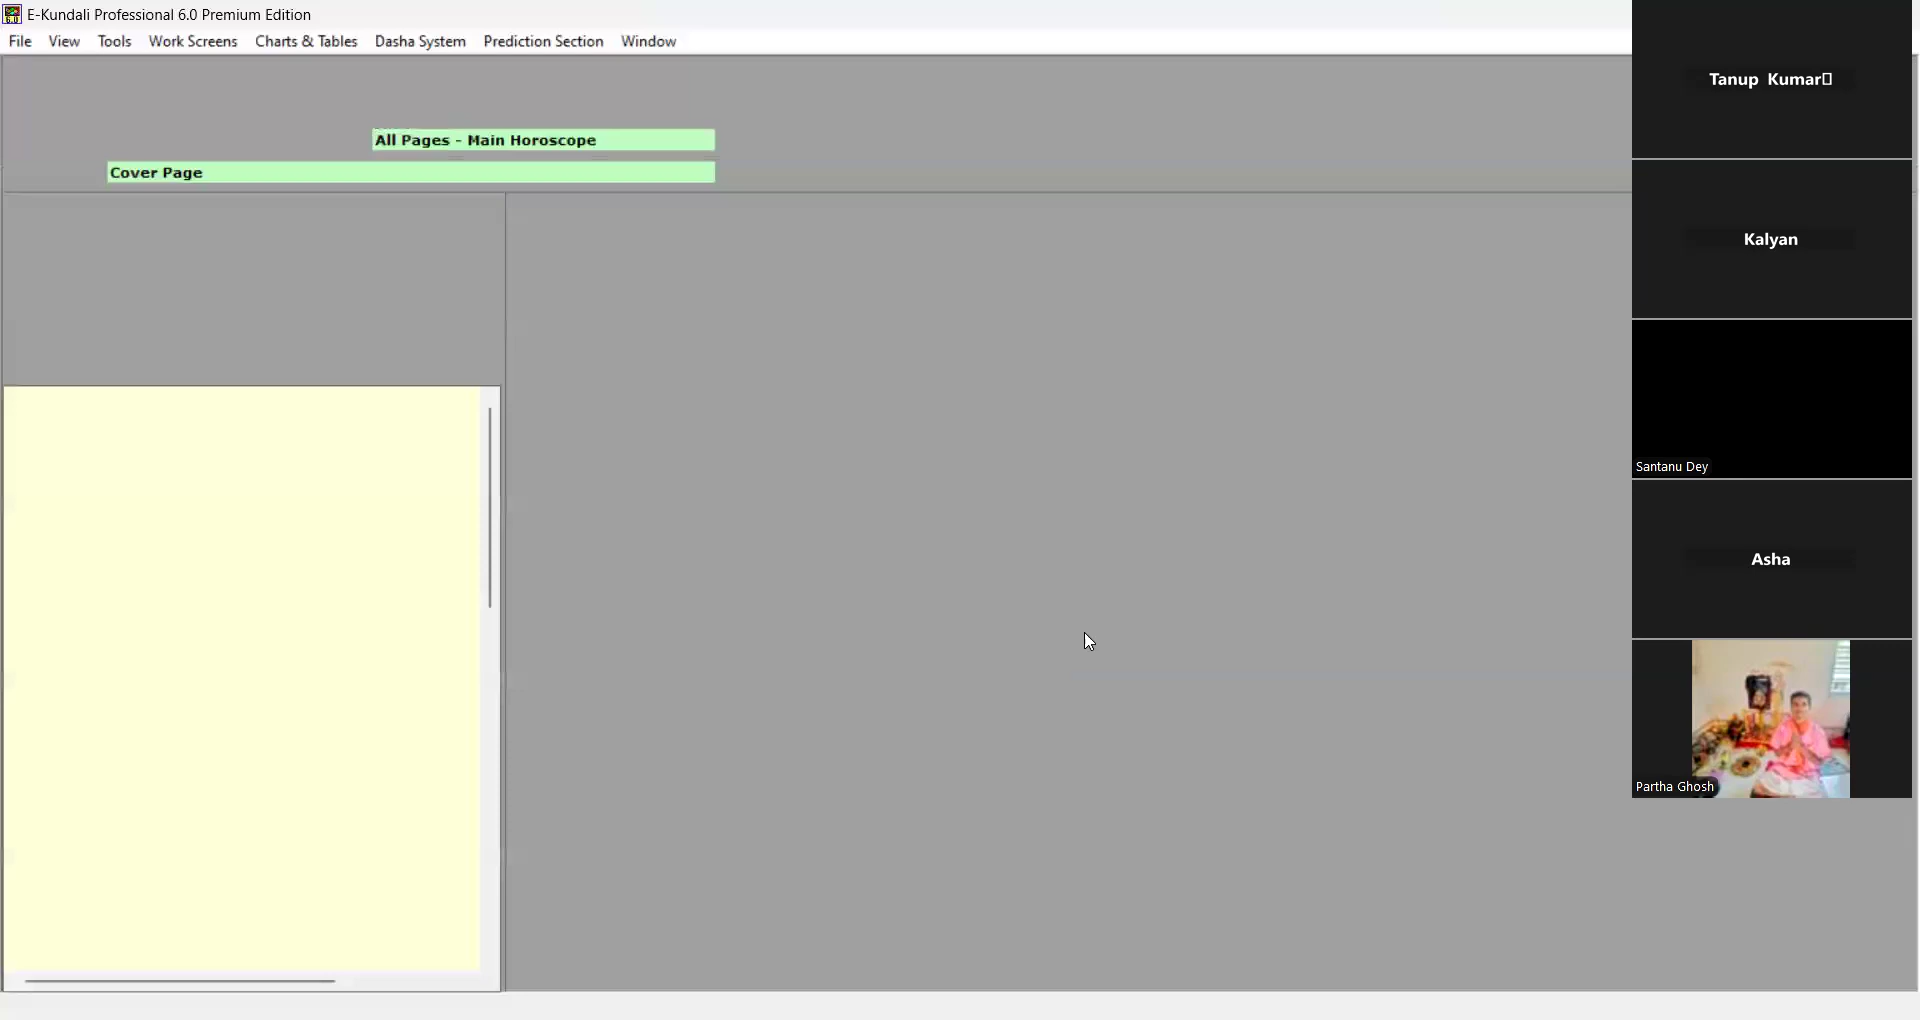 E-Kundali Professional 6.0 Premium Edition
File View Tools Work Screens Charts & Tables Dasha System Prediction Section Window
All Pages - Main Horoscope
Cover Page
Tanup Kumar
Kalyan
Santanu Dey
Asha
Partha Ghosh